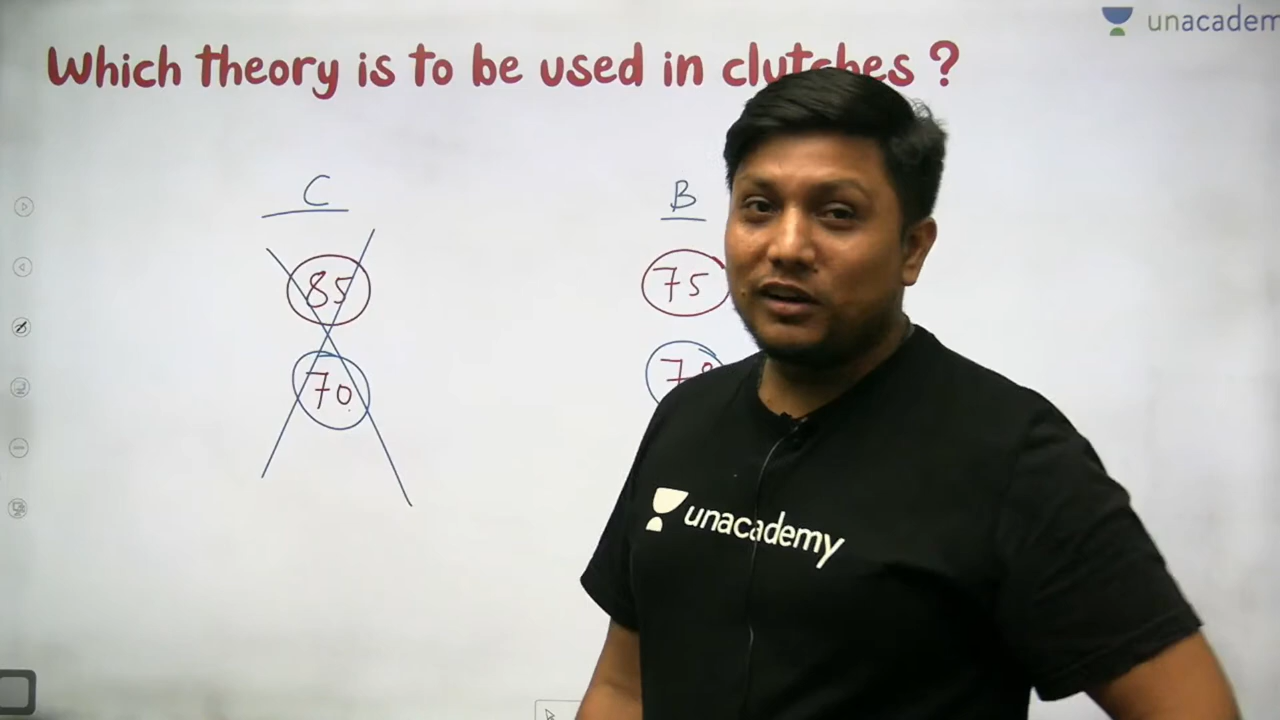 unacadem
Which theory is to be used in clutches ?
C B
85 75
70
unacademy